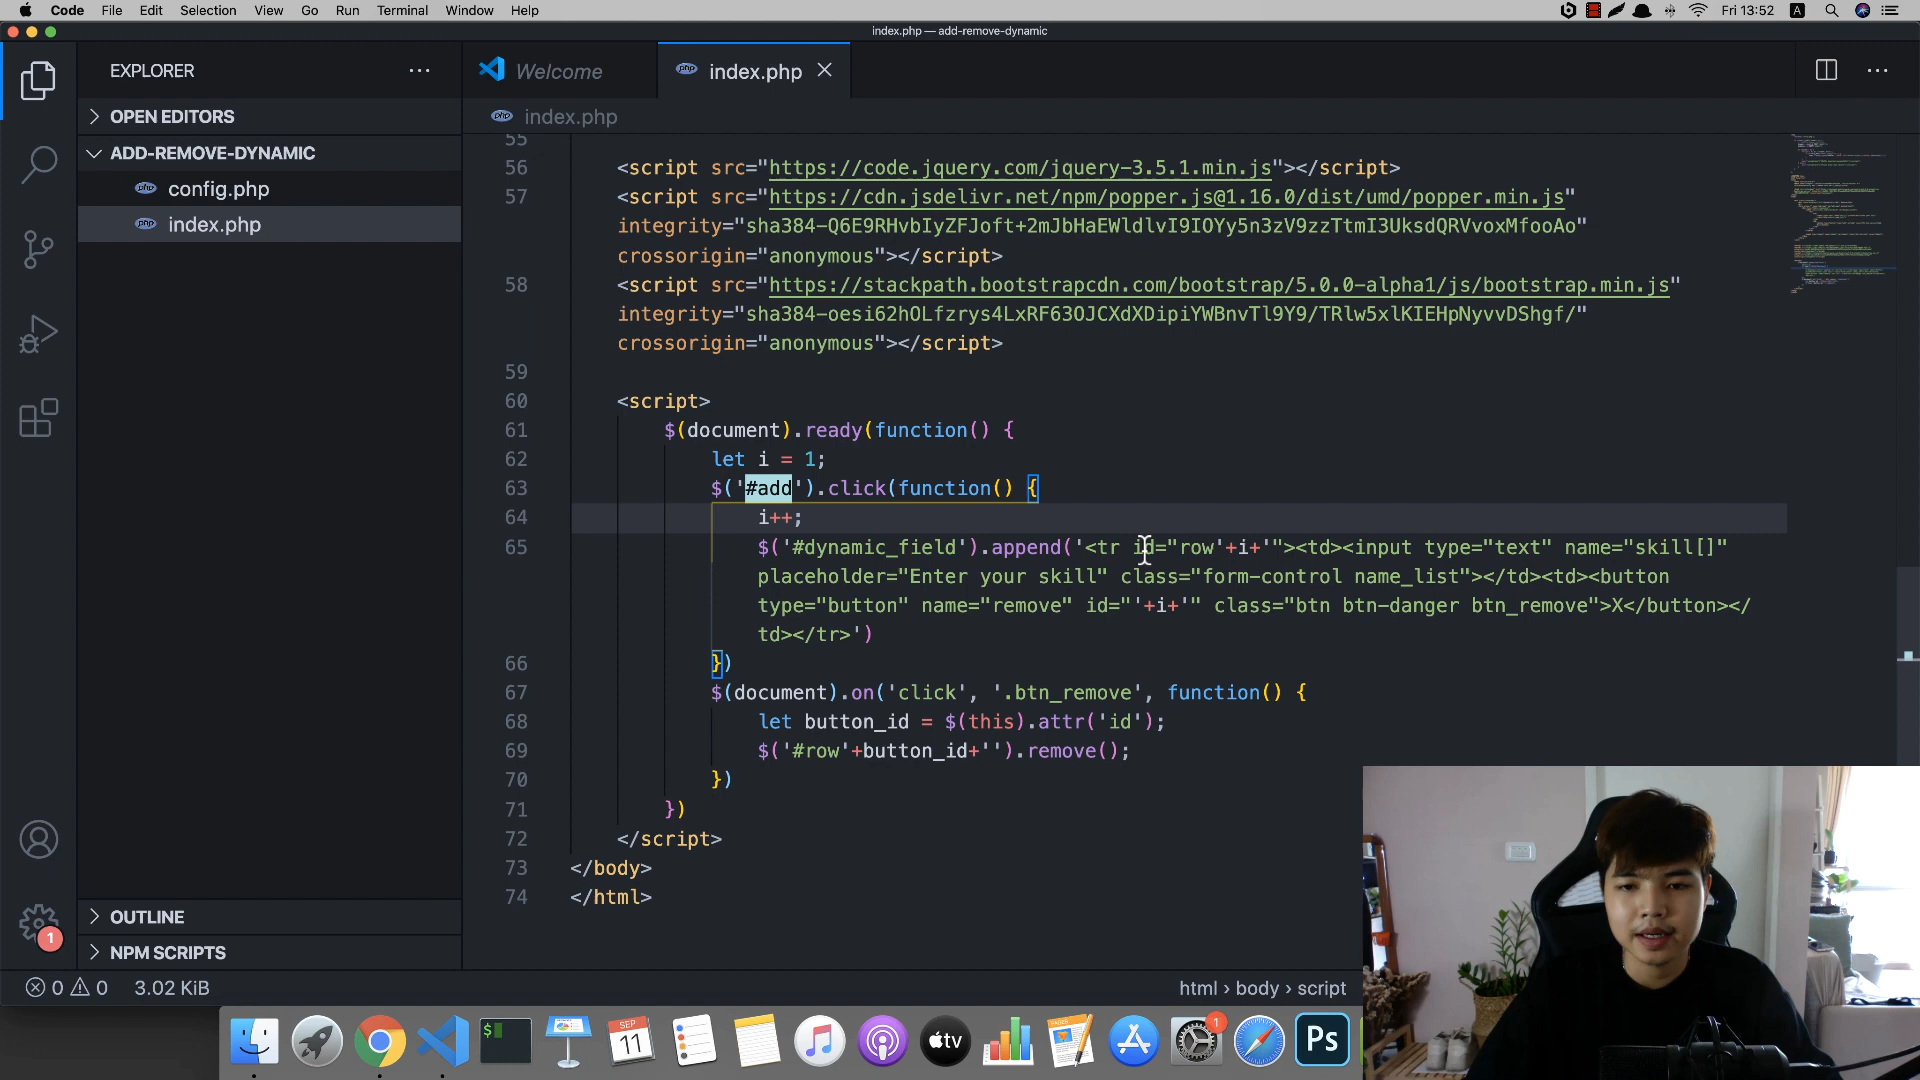 Code File Edit Selection View Go Run Terminal Window Help Fri 13:52 A
index.php — add-remove-dynamic
EXPLORER
Welcome
index.php
OPEN EDITORS
index.php
ADD-REMOVE-DYNAMIC
config.php
index.php
55
56 <script src="https://code.jquery.com/jquery-3.5.1.min.js"></script>
57 <script src="https://cdn.jsdelivr.net/npm/popper.js@1.16.0/dist/umd/popper.min.js"
integrity="sha384-Q6E9RHvbIyZFJoft+2mJbHaEWldlvI9IOYy5n3zV9zzTtmI3UksdQRVvoxMfooAo"
crossorigin="anonymous"></script>
58 <script src="https://stackpath.bootstrapcdn.com/bootstrap/5.0.0-alpha1/js/bootstrap.min.js"
integrity="sha384-oesi62hOLfzrys4LxRF63OJCXdXDipiYWBnvTl9Y9/TRlw5xlKIEHpNyvvDShgf/"
crossorigin="anonymous"></script>
59
60 <script>
61 $(document).ready(function() {
62 let i = 1;
63 $('#add').click(function() {
64 i++;
65 $('#dynamic_field').append('<tr id="row'+i+'"><td><input type="text" name="skill[]"
placeholder="Enter your skill" class="form-control name_list"></td><td><button
type="button" name="remove" id="'+i+'" class="btn btn-danger btn_remove">X</button></
td></tr>')
66 })
67 $(document).on('click', '.btn_remove', function() {
68 let button_id = $(this).attr('id');
69 $('#row'+button_id+'').remove();
70 })
71 })
72 </script>
73 </body>
74 </html>
OUTLINE
NPM SCRIPTS
1
0 0 3.02 KiB
html › body › script
$
SEP
11
tv
1
Ps